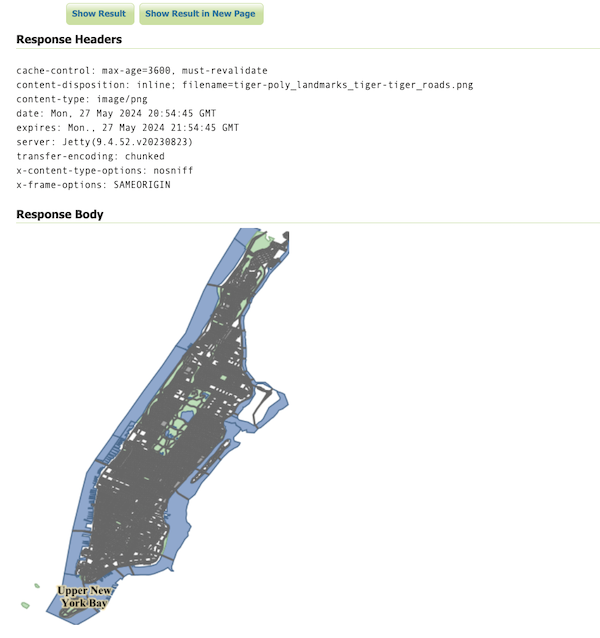 Show Result Show Result in New Page
Response Headers
cache-control: max-age=3600, must-revalidate
content-disposition: inline; filename=tiger-poly_landmarks_tiger-tiger_roads.png
content-type: image/png
date: Mon, 27 May 2024 20:54:45 GMT
expires: Mon., 27 May 2024 21:54:45 GMT
server: Jetty(9.4.52.v20230823)
transfer-encoding: chunked
x-content-type-options: nosniff
x-frame-options: SAMEORIGIN
Response Body
Upper New
York Bay